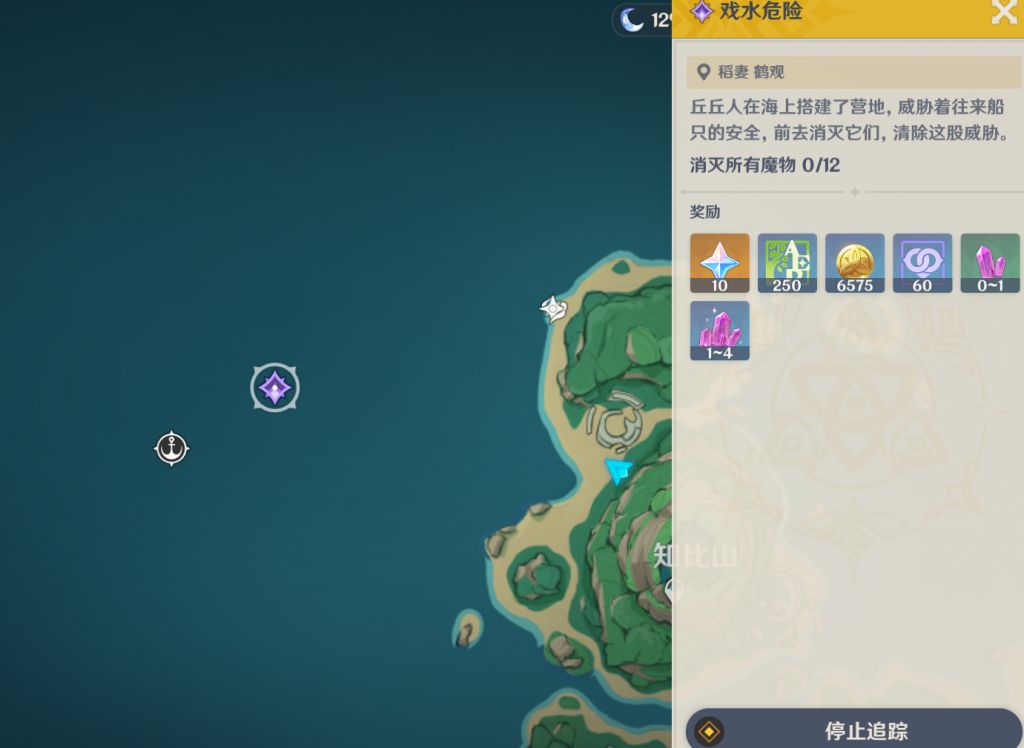 戏水危险
稻妻 鹤观
丘丘人在海上搭建了营地，威胁着往来船
只的安全，前去消灭它们，清除这股威胁。
消灭所有魔物 0/12
奖励
10
250
6575
60
0~1
1~4
知比山
停止追踪